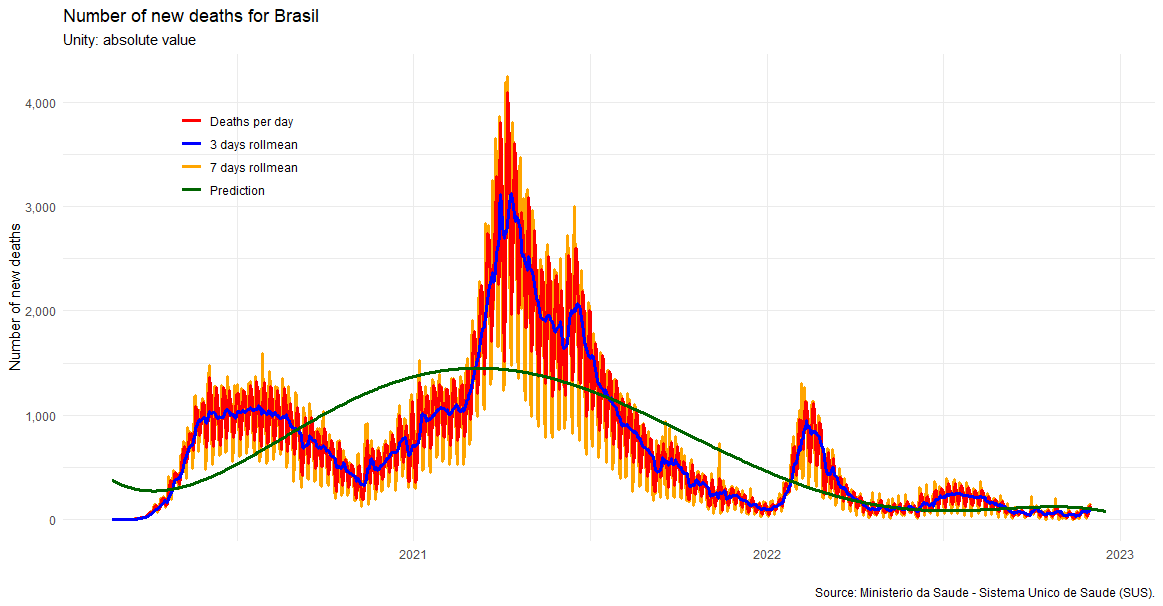 Number of new deaths for Brasil
Unity: absolute value
Number of new deaths
4,000
3,000
2,000
1,000
0
Deaths per day
3 days rollmean
7 days rollmean
Prediction
2021
2022
2023
Source: Ministerio da Saude - Sistema Unico de Saude (SUS).